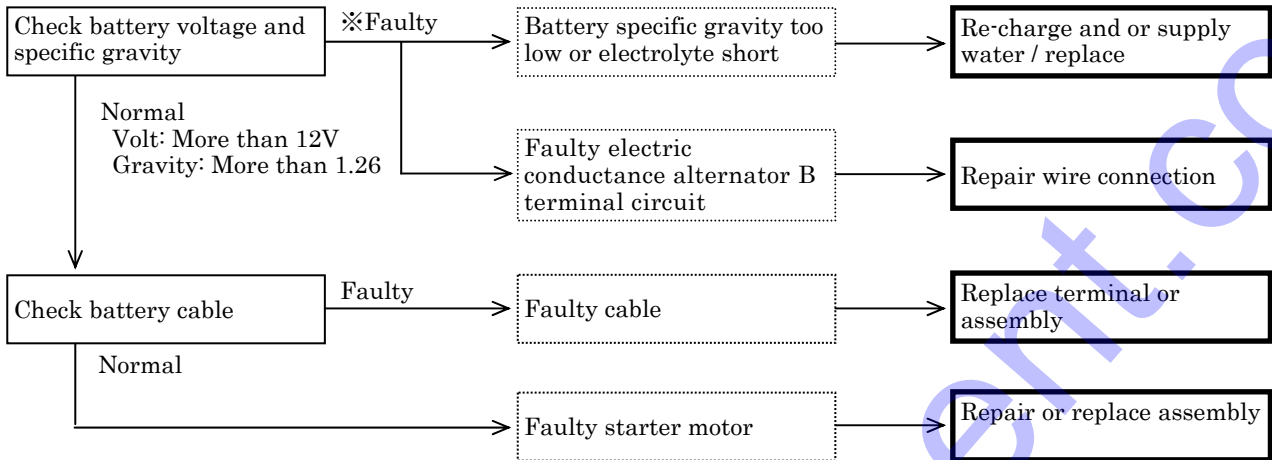 Check battery voltage and
specific gravity
※Faulty
Battery specific gravity too
low or electrolyte short
Re-charge and or supply
water / replace
Normal
Volt: More than 12V
Gravity: More than 1.26
Faulty electric
conductance alternator B
terminal circuit
Repair wire connection
Check battery cable
Faulty
Faulty cable
Replace terminal or
assembly
Normal
Faulty starter motor
Repair or replace assembly
ent.co